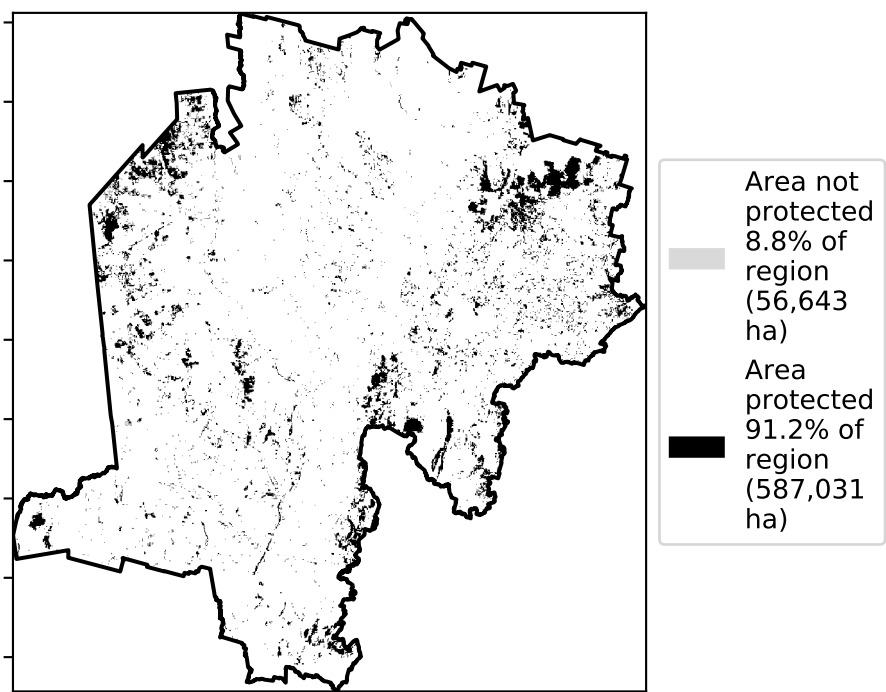 Area not
protected
8.8% of
region
(56,643
ha)
Area
protected
91.2% of
region
(587,031
ha)